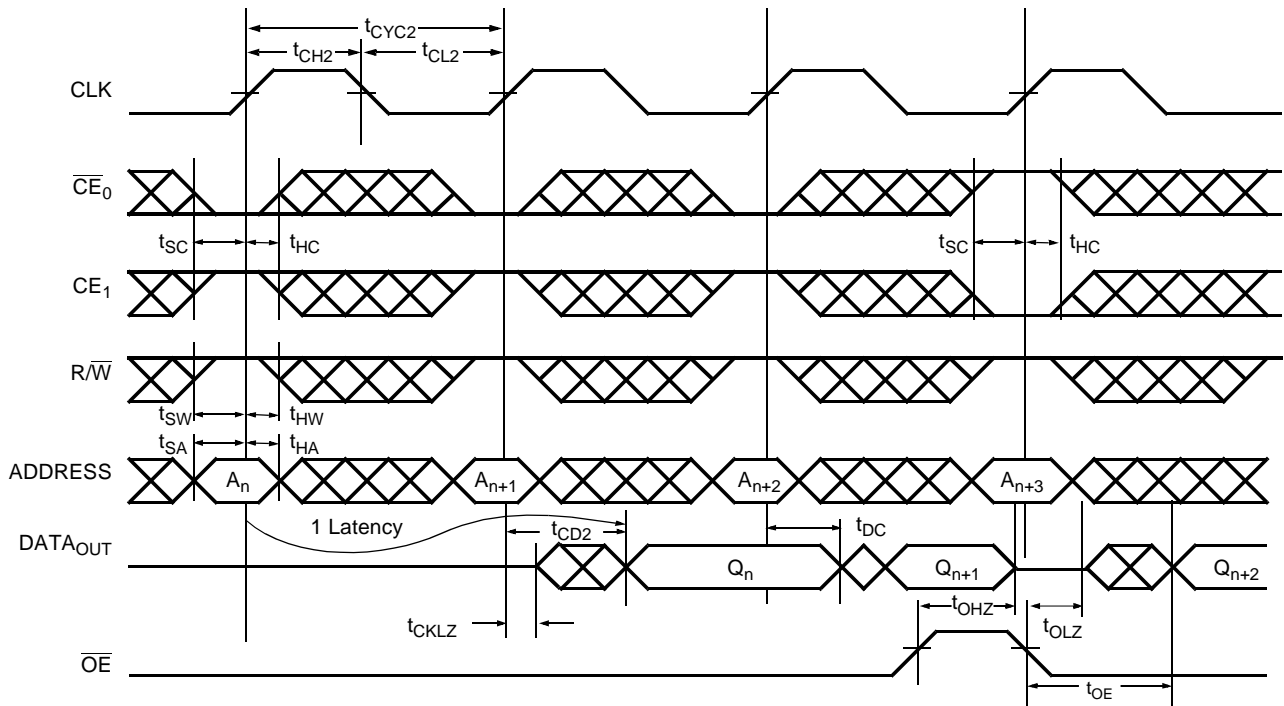 tCYC2
tCH2 tCL2
CLK
CE0
tSC tHC tSC tHC
CE1
R/W
tSW tHW
tSA tHA
ADDRESS An An+1 An+2 An+3
1 Latency tCD2 tDC
DATAOUT Qn Qn+1 Qn+2
tOHZ
tCKLZ tOLZ
OE
tOE